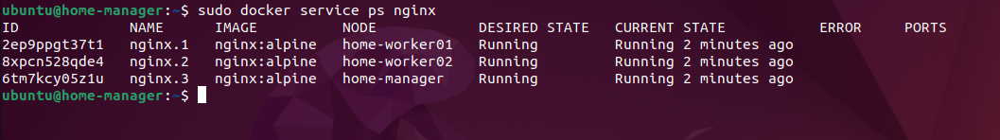 ubuntu@home-manager:~$ sudo docker service ps nginx
ID NAME IMAGE NODE DESIRED STATE CURRENT STATE ERROR PORTS
2ep9ppgt37t1 nginx.1 nginx:alpine home-worker01 Running Running 2 minutes ago
8xpcn528qde4 nginx.2 nginx:alpine home-worker02 Running Running 2 minutes ago
6tm7kcy05z1u nginx.3 nginx:alpine home-manager Running Running 2 minutes ago
ubuntu@home-manager:~$